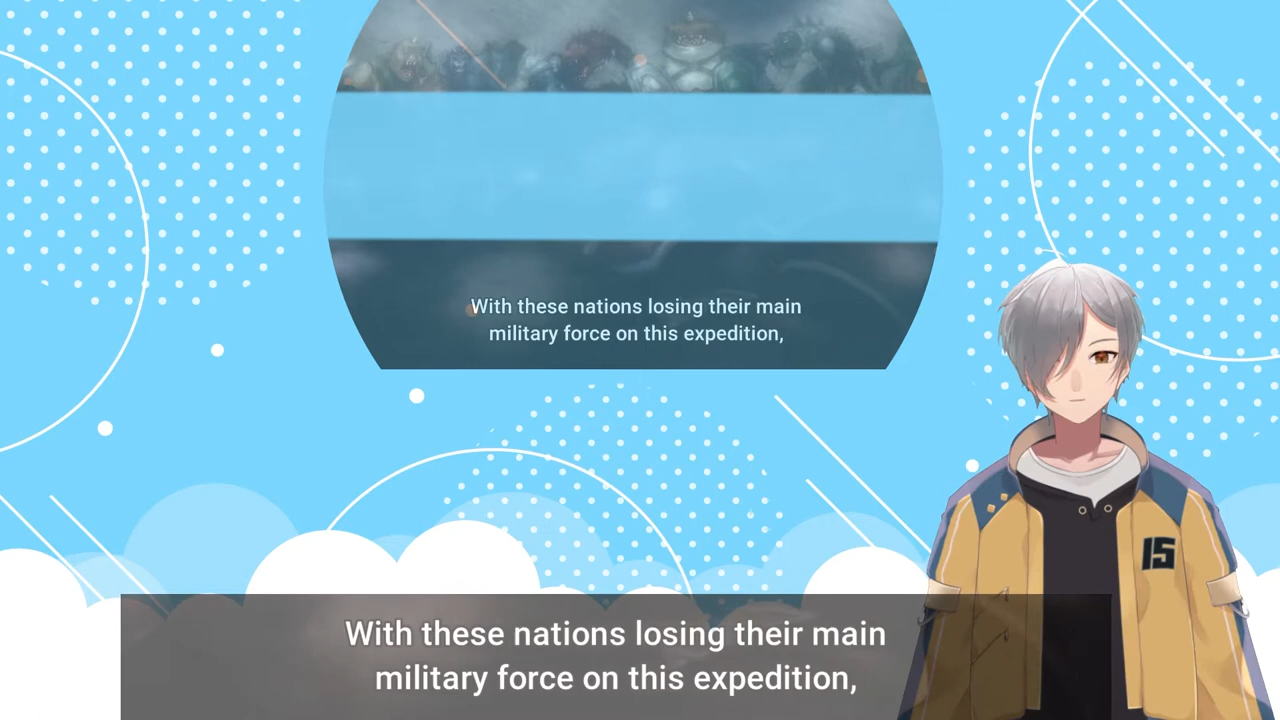 With these nations losing their main
military force on this expedition,
15
With these nations losing their main
military force on this expedition,